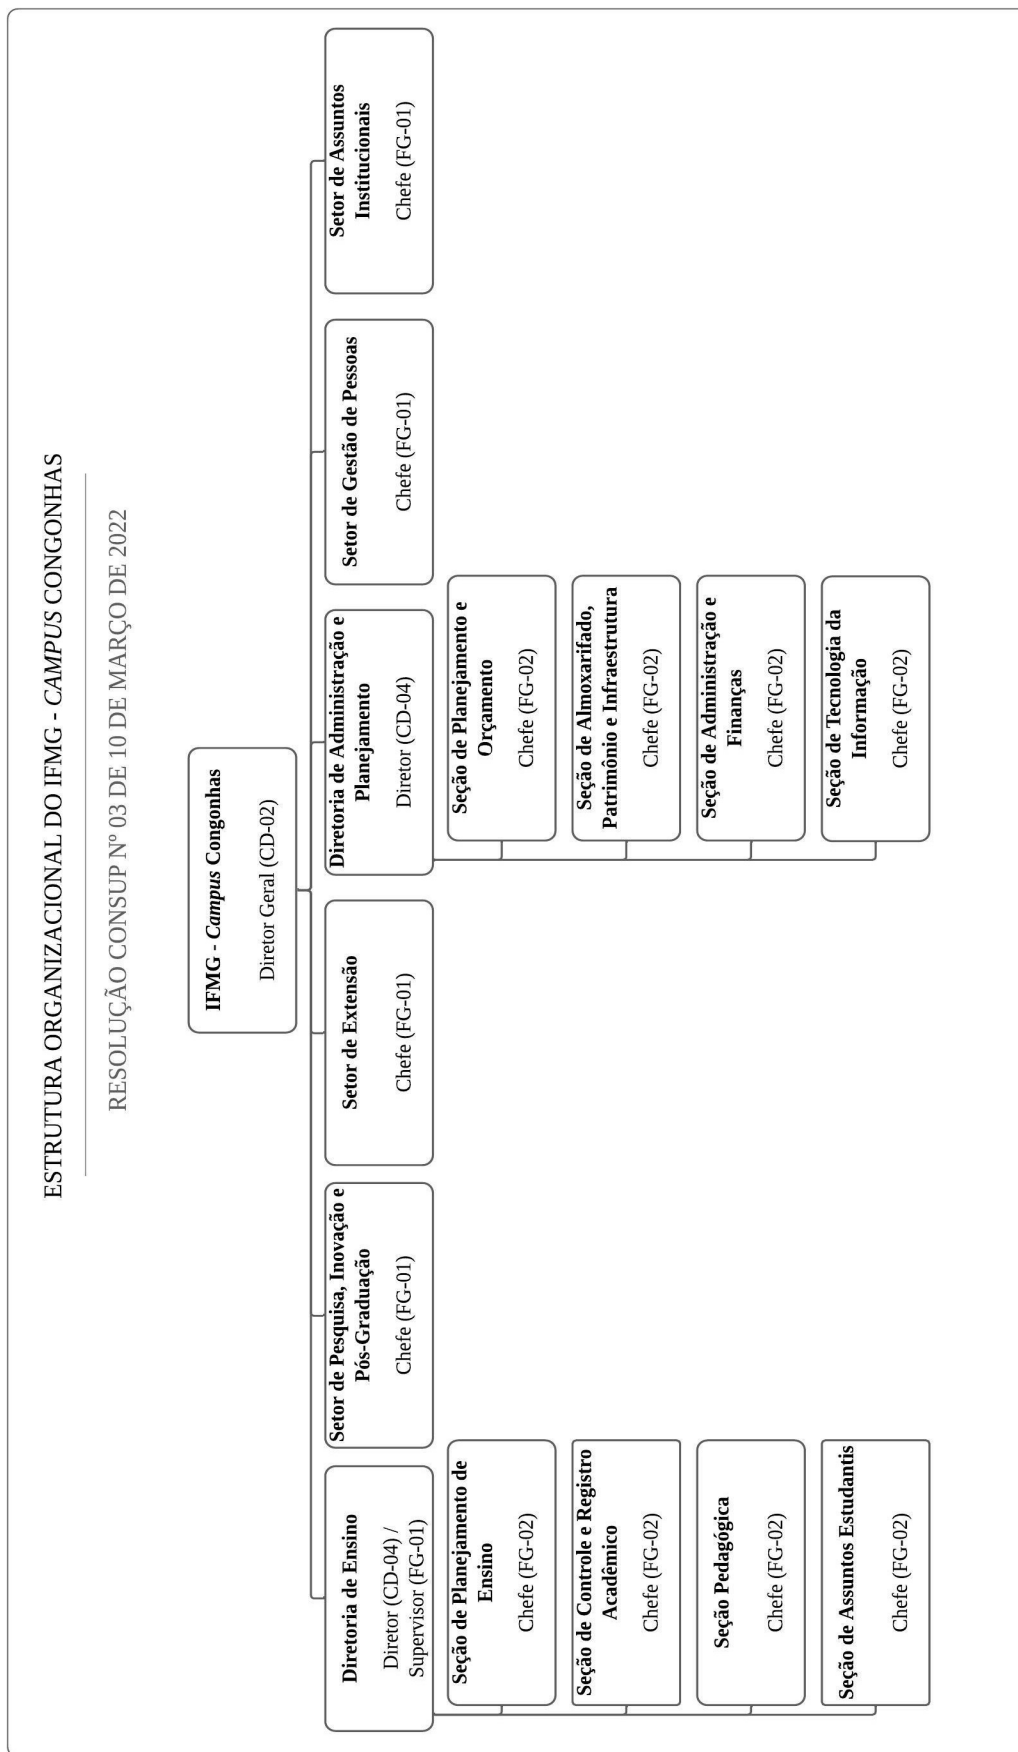 ESTRUTURA ORGANIZACIONAL DO IFMG - CAMPUS CONGONHAS
RESOLUÇÃO CONSUP Nº 03 DE 10 DE MARÇO DE 2022
IFMG - Campus Congonhas
Diretor Geral (CD-02)
Diretoria de Ensino
Diretor (CD-04) /
Supervisor (FG-01)
Seção de Planejamento de
Ensino
Chefe (FG-02)
Seção de Controle e Registro
Acadêmico
Chefe (FG-02)
Seção Pedagógica
Chefe (FG-02)
Seção de Assuntos Estudantis
Chefe (FG-02)
Setor de Pesquisa, Inovação e
Pós-Graduação
Chefe (FG-01)
Setor de Extensão
Chefe (FG-01)
Diretoria de Administração e
Planejamento
Diretor (CD-04)
Seção de Planejamento e
Orçamento
Chefe (FG-02)
Seção de Almoxarifado,
Patrimônio e Infraestrutura
Chefe (FG-02)
Seção de Administração e
Finanças
Chefe (FG-02)
Seção de Tecnologia da
Informação
Chefe (FG-02)
Setor de Gestão de Pessoas
Chefe (FG-01)
Setor de Assuntos
Institucionais
Chefe (FG-01)